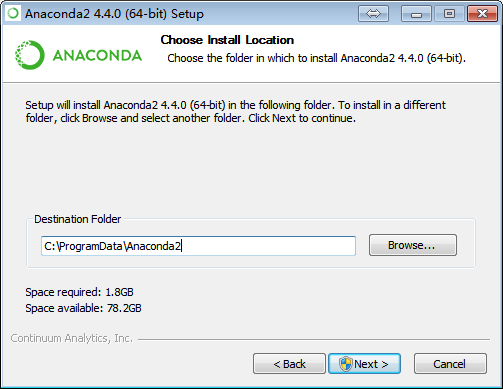 Anaconda2 4.4.0 (64-bit) Setup
ANACONDA
Choose Install Location
Choose the folder in which to install Anaconda2 4.4.0 (64-bit).
Setup will install Anaconda2 4.4.0 (64-bit) in the following folder. To install in a different
folder, click Browse and select another folder. Click Next to continue.
Destination Folder
C:\ProgramData\Anaconda2
Browse...
Space required: 1.8GB
Space available: 78.2GB
Continuum Analytics, Inc.
< Back
Next >
Cancel